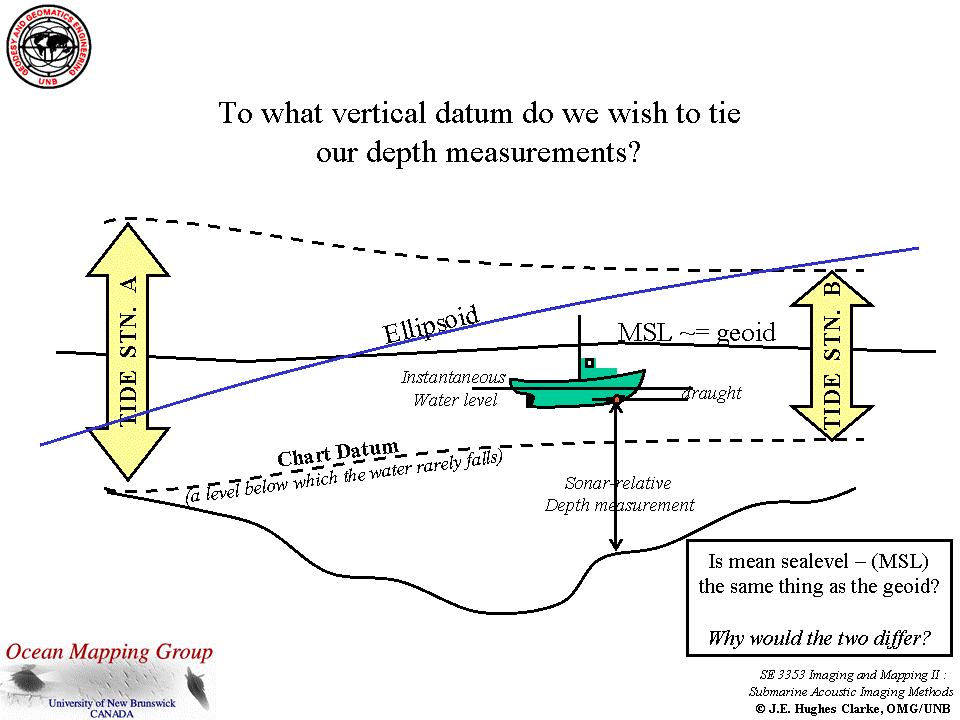 GEODESY AND GEOMATICS ENGINEERING
UNB
To what vertical datum do we wish to tie
our depth measurements?
TIDE STN. A
Ellipsoid
MSL ~= geoid
TIDE STN. B
Instantaneous
Water level
draught
Chart Datum
(a level below which the water rarely falls)
Sonar-relative
Depth measurement
Is mean sealevel – (MSL)
the same thing as the geoid?
Why would the two differ?
Ocean Mapping Group
University of New Brunswick
CANADA
SE 3353 Imaging and Mapping II :
Submarine Acoustic Imaging Methods
© J.E. Hughes Clarke, OMG/UNB